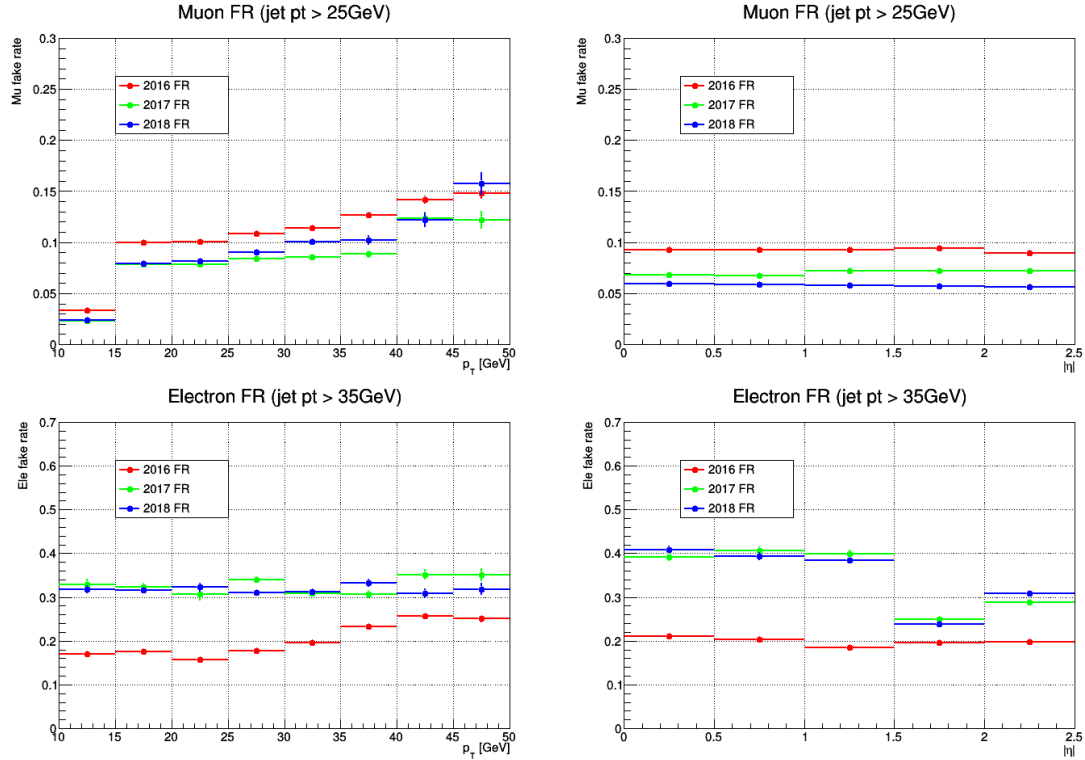 Muon FR (jet pt > 25GeV)
Mu fake rate
0.3
0.25
0.2
0.15
0.1
0.05
0
2016 FR
2017 FR
2018 FR
10 15 20 25 30 35 40 45 50
p_T [GeV]
Muon FR (jet pt > 25GeV)
Mu fake rate
0.3
0.25
0.2
0.15
0.1
0.05
0
2016 FR
2017 FR
2018 FR
0 0.5 1 1.5 2 2.5
|η|
Electron FR (jet pt > 35GeV)
Ele fake rate
0.7
0.6
0.5
0.4
0.3
0.2
0.1
0
2016 FR
2017 FR
2018 FR
10 15 20 25 30 35 40 45 50
p_T [GeV]
Electron FR (jet pt > 35GeV)
Ele fake rate
0.7
0.6
0.5
0.4
0.3
0.2
0.1
0
2016 FR
2017 FR
2018 FR
0 0.5 1 1.5 2 2.5
|η|